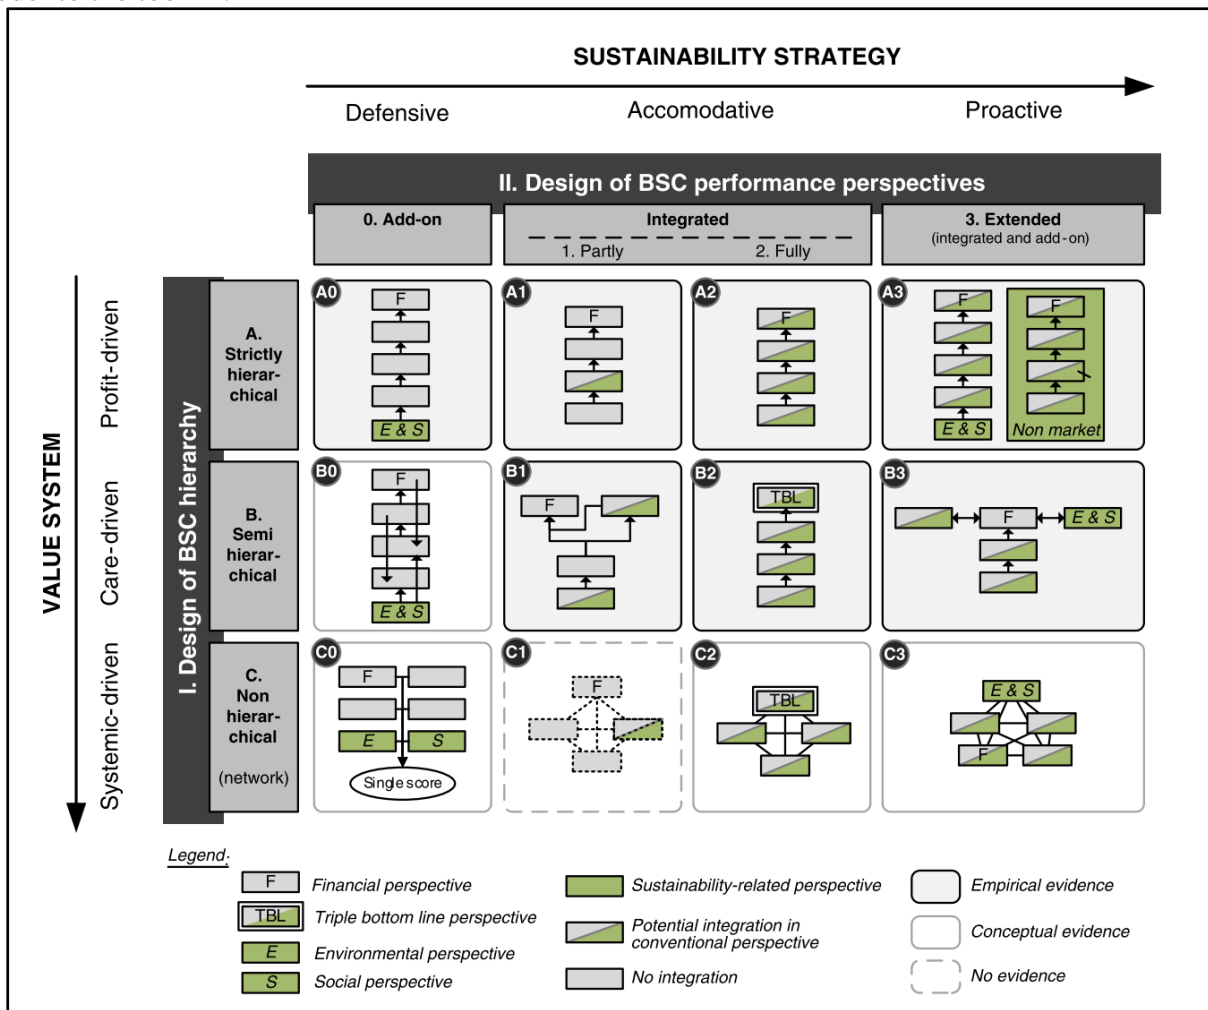 SUSTAINABILITY STRATEGY
Defensive
Accomodative
Proactive
II. Design of BSC performance perspectives
0. Add-on
Integrated
1. Partly
2. Fully
3. Extended
(integrated and add-on)
VALUE SYSTEM
Profit-driven
Care-driven
Systemic-driven
I. Design of BSC hierarchy
A.
Strictly
hierar-
chical
A0
F
E & S
A1
F
A2
F
A3
F
E & S
F
Non market
B.
Semi
hierar-
chical
B0
F
E & S
B1
F
B2
TBL
B3
F
E & S
C.
Non
hierar-
chical
(network)
C0
F
E
S
Single score
C1
F
C2
TBL
C3
E & S
F
Legend:
F
Financial perspective
TBL
Triple bottom line perspective
E
Environmental perspective
S
Social perspective
Sustainability-related perspective
Potential integration in
conventional perspective
No integration
Empirical evidence
Conceptual evidence
No evidence